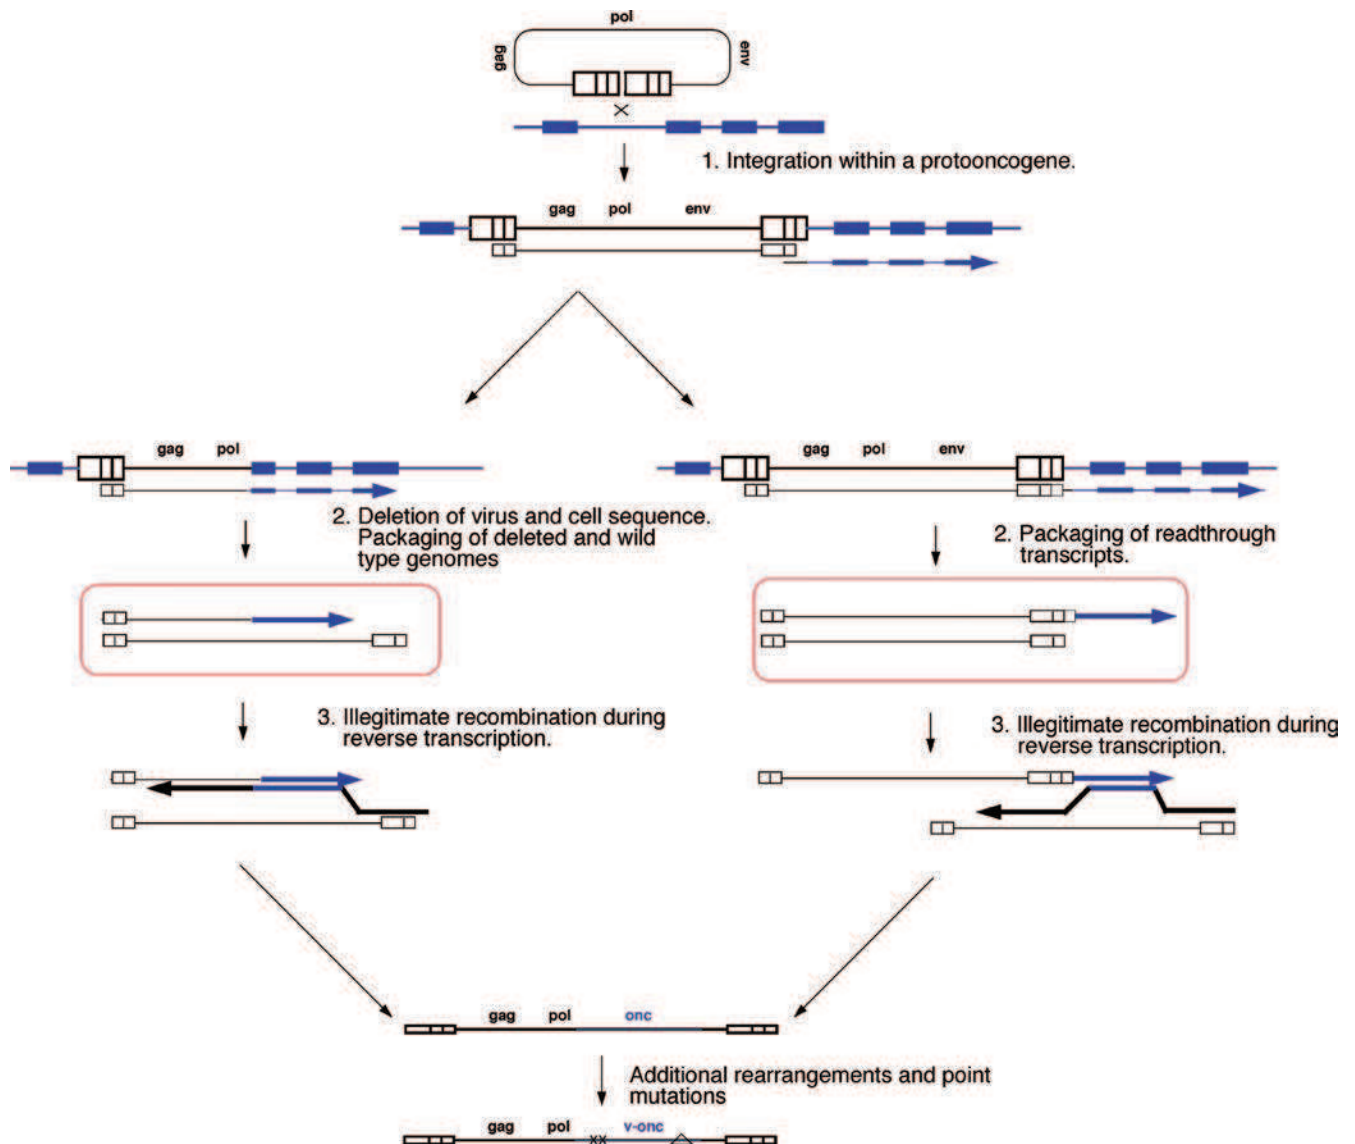 pol
gag
env
1. Integration within a protooncogene.
gag pol env
gag pol
gag pol env
2. Deletion of virus and cell sequence.
Packaging of deleted and wild
type genomes
2. Packaging of readthrough
transcripts.
3. Illegitimate recombination during
reverse transcription.
3. Illegitimate recombination during
reverse transcription.
gag pol onc
Additional rearrangements and point
mutations
gag pol v-onc
xx